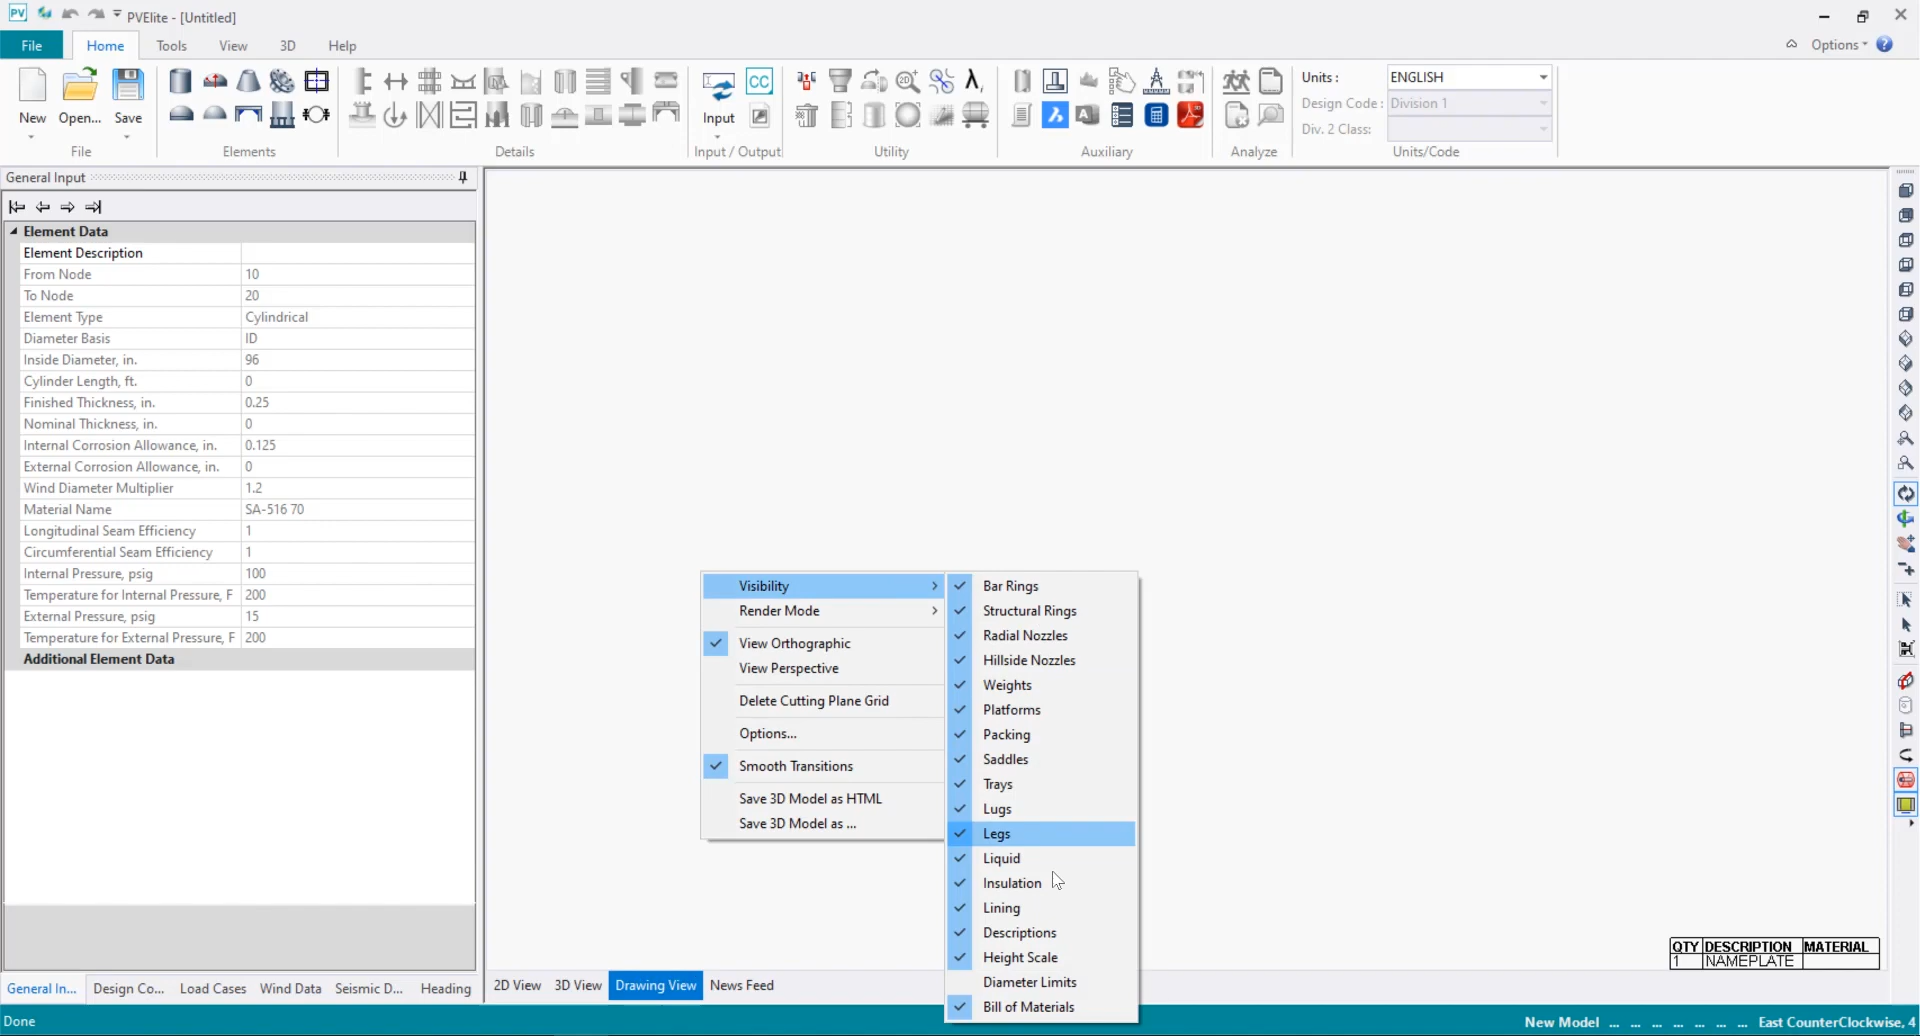 PV
PVElite - [Untitled]
File
Home
Tools
View
3D
Help
Options
?
New
Open...
Save
File
Elements
Details
Input
CC
Input / Output
Utility
Auxiliary
Analyze
Units :
ENGLISH
Design Code :
Division 1
Div. 2 Class:
Units/Code
General Input
Element Data
Element Description
From Node 10
To Node 20
Element Type Cylindrical
Diameter Basis ID
Inside Diameter, in. 96
Cylinder Length, ft. 0
Finished Thickness, in. 0.25
Nominal Thickness, in. 0
Internal Corrosion Allowance, in. 0.125
External Corrosion Allowance, in. 0
Wind Diameter Multiplier 1.2
Material Name SA-516 70
Longitudinal Seam Efficiency 1
Circumferential Seam Efficiency 1
Internal Pressure, psig 100
Temperature for Internal Pressure, F 200
External Pressure, psig 15
Temperature for External Pressure, F 200
Additional Element Data
Visibility
Render Mode
View Orthographic
View Perspective
Delete Cutting Plane Grid
Options...
Smooth Transitions
Save 3D Model as HTML
Save 3D Model as ...
Bar Rings
Structural Rings
Radial Nozzles
Hillside Nozzles
Weights
Platforms
Packing
Saddles
Trays
Lugs
Legs
Liquid
Insulation
Lining
Descriptions
Height Scale
Diameter Limits
Bill of Materials
QTY DESCRIPTION MATERIAL
1 NAMEPLATE
General In...
Design Co...
Load Cases
Wind Data
Seismic D...
Heading
2D View
3D View
Drawing View
News Feed
Done
New Model ... ... ... ... ... ... ... East CounterClockwise, 4